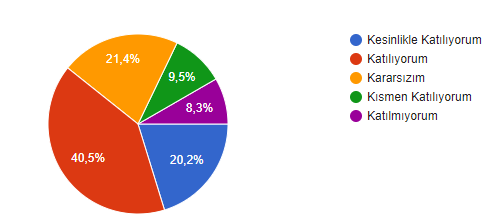 21,4%
9,5%
8,3%
40,5%
20,2%
Kesinlikle Katılıyorum
Katılıyorum
Kararsızım
Kısmen Katılıyorum
Katılmıyorum